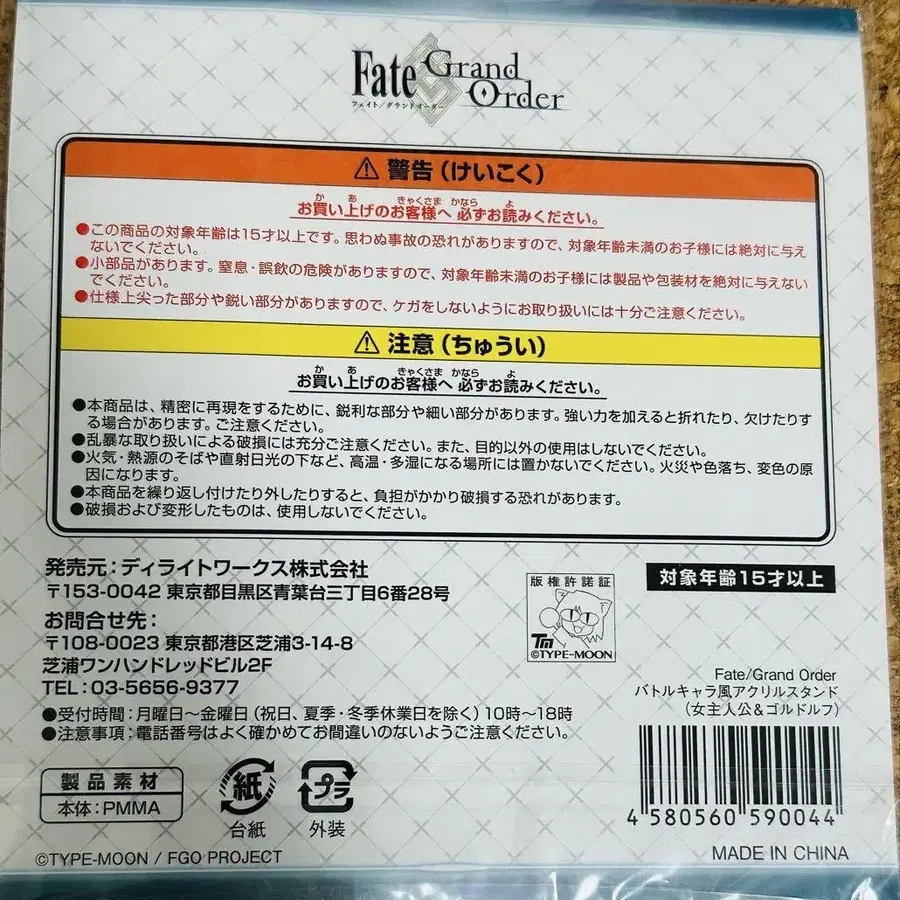 Fate Grand Order
フェイト/グランドオーダー
⚠ 警告(けいこく)
か あ きゃくさま かなら よ
お買い上げのお客様へ 必ずお読みください。
●この商品の対象年齢は15才以上です。思わぬ事故の恐れがありますので、対象年齢未満のお子様には絶対に与え
ないでください。
●小部品があります。窒息・誤飲の危険がありますので、対象年齢未満のお子様には製品や包装材を絶対に与えない
でください。
●仕様上尖った部分や鋭い部分がありますので、ケガをしないようにお取り扱いには十分ご注意ください。
⚠ 注意(ちゅうい)
か あ きゃくさま かなら よ
お買い上げのお客様へ 必ずお読みください。
●本商品は、精密に再現をするために、鋭利な部分や細い部分があります。強い力を加えると折れたり、欠けたりす
る場合があります。ご注意ください。
●乱暴な取り扱いによる破損には充分ご注意ください。また、目的以外の使用はしないでください。
●火気・熱源のそばや直射日光の下など、高温・多湿になる場所には置かないでください。火災や色落ち、変色の原
因になります。
●本商品を繰り返し付けたり外したりすると、負担がかかり破損する恐れがあります。
●破損および変形したものは、使用しないでください。
発売元:ディライトワークス株式会社
〒153-0042 東京都目黒区青葉台三丁目6番28号
お問合せ先:
〒108-0023 東京都港区芝浦3-14-8
芝浦ワンハンドレッドビル2F
TEL:03-5656-9377
●受付時間:月曜日〜金曜日(祝日、夏季・冬季休業日を除く)10時〜18時
●注意事項:電話番号はよく確かめてお間違いのないようご注意ください。
版権許諾証
TM
©TYPE-MOON
対象年齢15才以上
Fate/Grand Order
バトルキャラ風アクリルスタンド
(女主人公&ゴルドルフ)
4 580560 590044
製品素材
本体:PMMA
紙
台紙
プラ
外装
©TYPE-MOON / FGO PROJECT
MADE IN CHINA